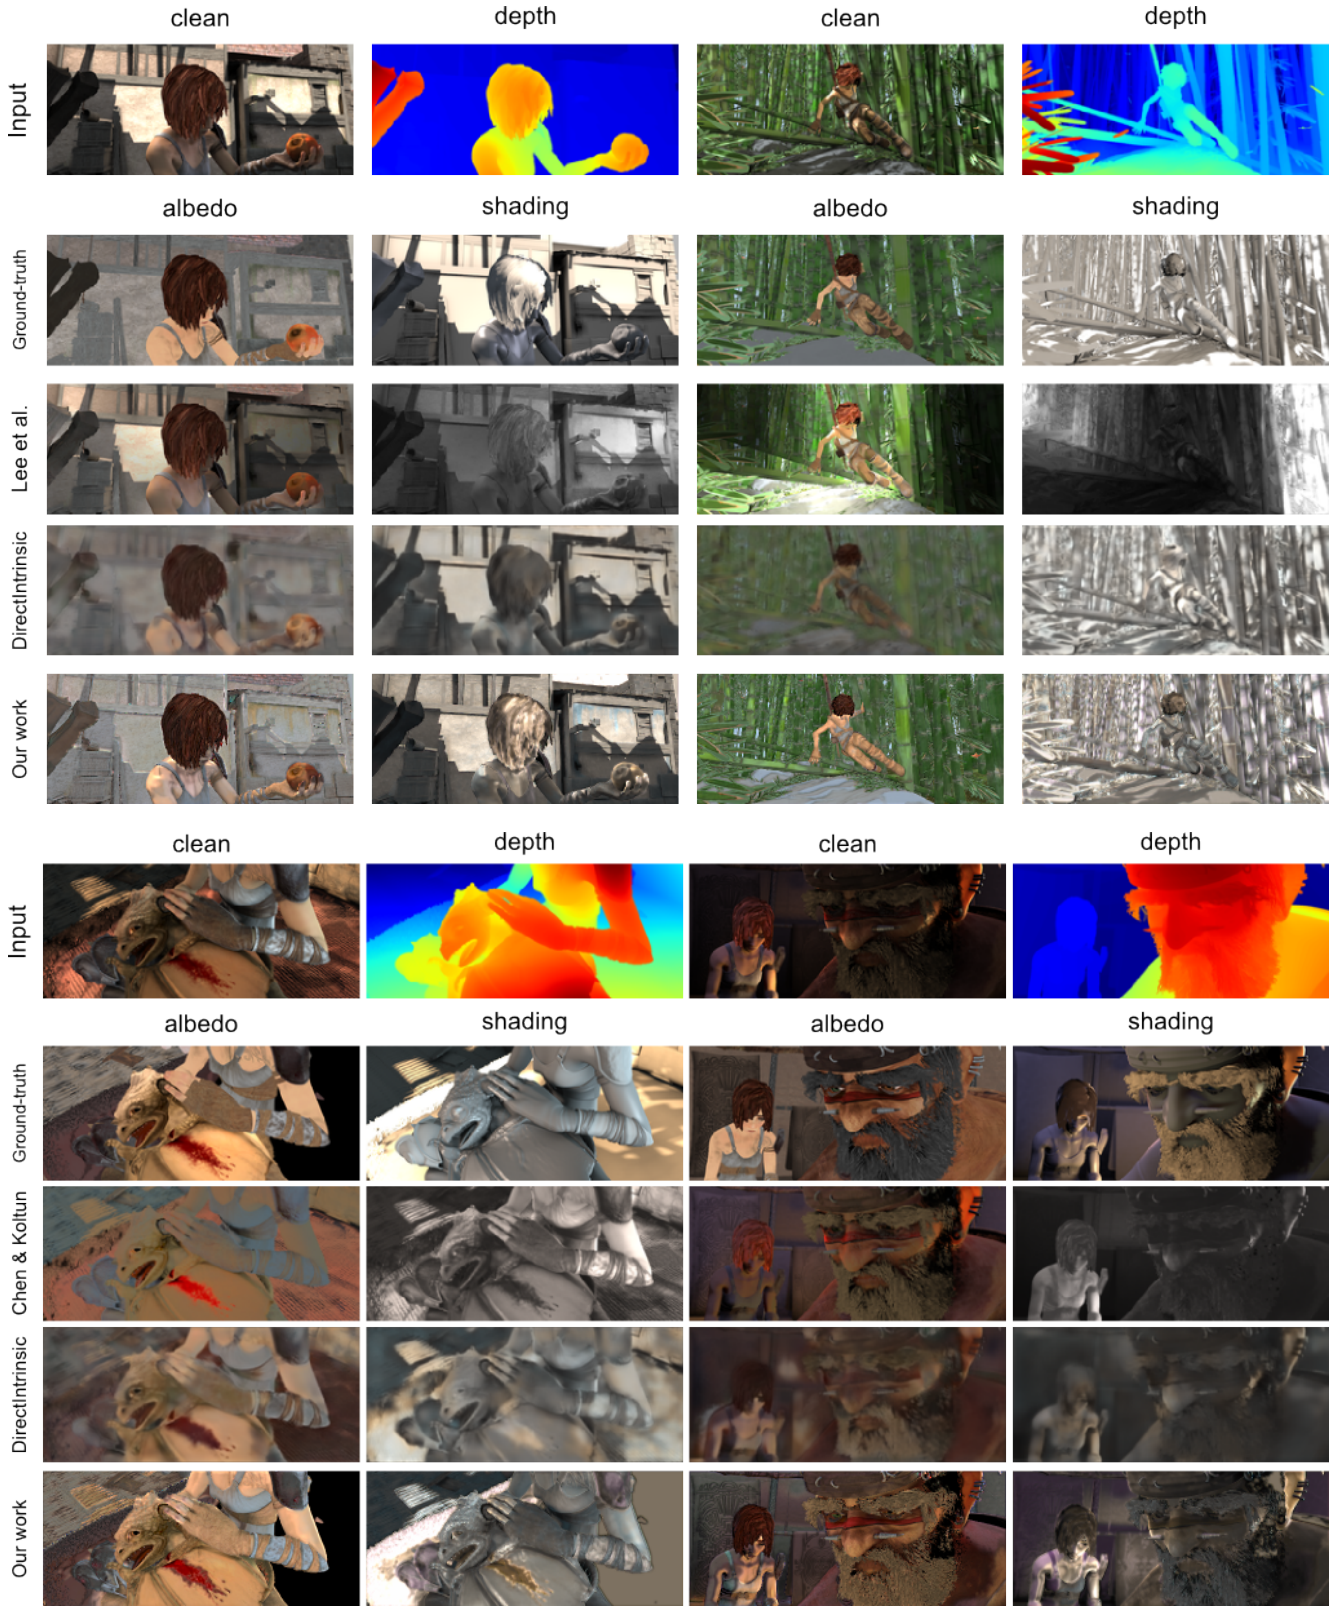 clean depth clean depth
Input
albedo shading albedo shading
Ground-truth
Lee et al.
DirectIntrinsic
Our work
clean depth clean depth
Input
albedo shading albedo shading
Ground-truth
Chen & Koltun
DirectIntrinsic
Our work